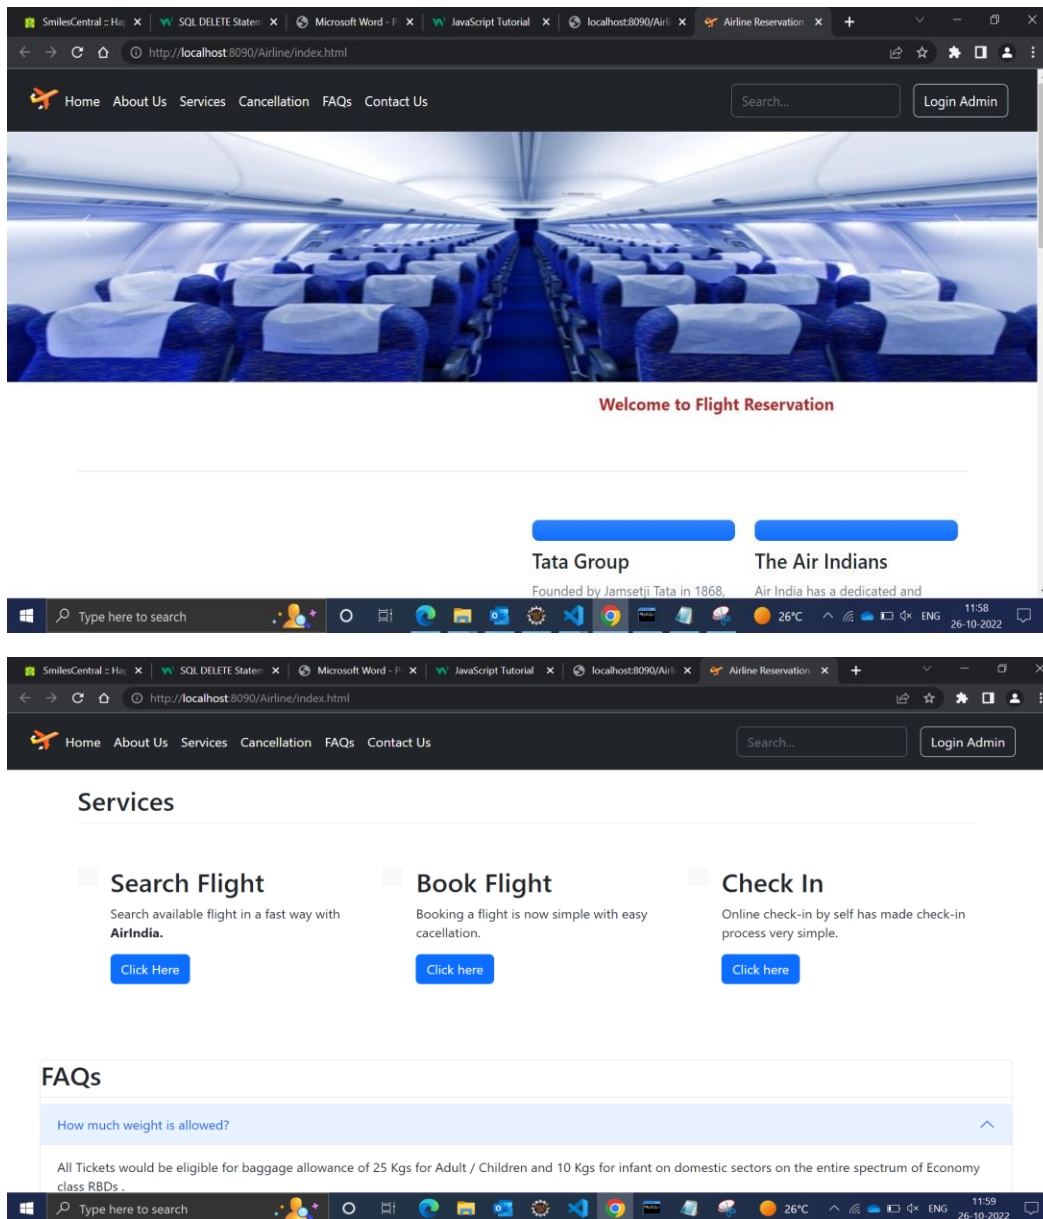 SmilesCentral :: Hap
SQL DELETE Statem
Microsoft Word - P
JavaScript Tutorial
localhost:8090/Airli
Airline Reservation
http://localhost:8090/Airline/index.html
Home About Us Services Cancellation FAQs Contact Us
Search...
Login Admin
Welcome to Flight Reservation
Tata Group
The Air Indians
Founded by Jamsetji Tata in 1868,
Air India has a dedicated and
Type here to search
26°C
ENG
11:58
26-10-2022
SmilesCentral :: Hap
SQL DELETE Statem
Microsoft Word - P
JavaScript Tutorial
localhost:8090/Airli
Airline Reservation
http://localhost:8090/Airline/index.html
Home About Us Services Cancellation FAQs Contact Us
Search...
Login Admin
Services
Search Flight
Search available flight in a fast way with
AirIndia.
Click Here
Book Flight
Booking a flight is now simple with easy
cacellation.
Click here
Check In
Online check-in by self has made check-in
process very simple.
Click here
FAQs
How much weight is allowed?
All Tickets would be eligible for baggage allowance of 25 Kgs for Adult / Children and 10 Kgs for infant on domestic sectors on the entire spectrum of Economy
class RBDs .
Type here to search
26°C
ENG
11:59
26-10-2022